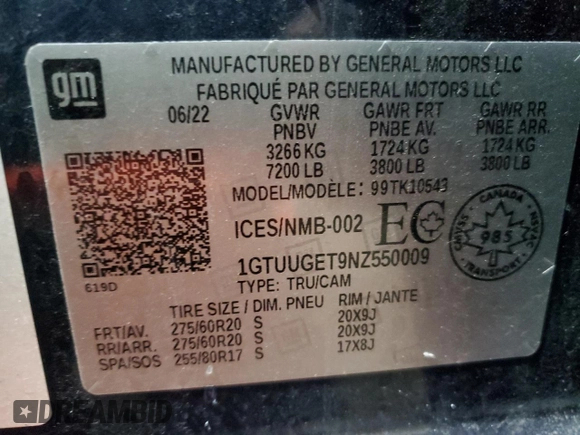 gm
MANUFACTURED BY GENERAL MOTORS LLC
FABRIQUÉ PAR GENERAL MOTORS LLC
06/22 GVWR GAWR FRT GAWR RR
PNBV PNBE AV. PNBE ARR.
3266 KG 1724 KG 1724 KG
7200 LB 3800 LB 3800 LB
MODEL/MODÈLE: 99TK10543
ICES/NMB-002 EC
CANADA
CMVSS 985 NSVAC
TRANSPORT
1GTUUGET9NZ550009
619D
TYPE: TRU/CAM
TIRE SIZE / DIM. PNEU RIM / JANTE
FRT/AV. 275/60R20 S 20X9J
RR/ARR. 275/60R20 S 20X9J
SPA/SOS 255/80R17 S 17X8J
DREAMBID